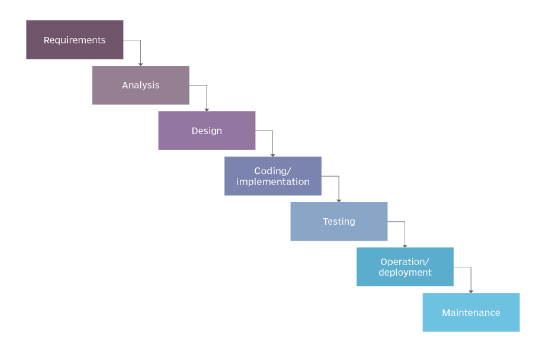 Requirements
Analysis
Design
Coding/
implementation
Testing
Operation/
deployment
Maintenance